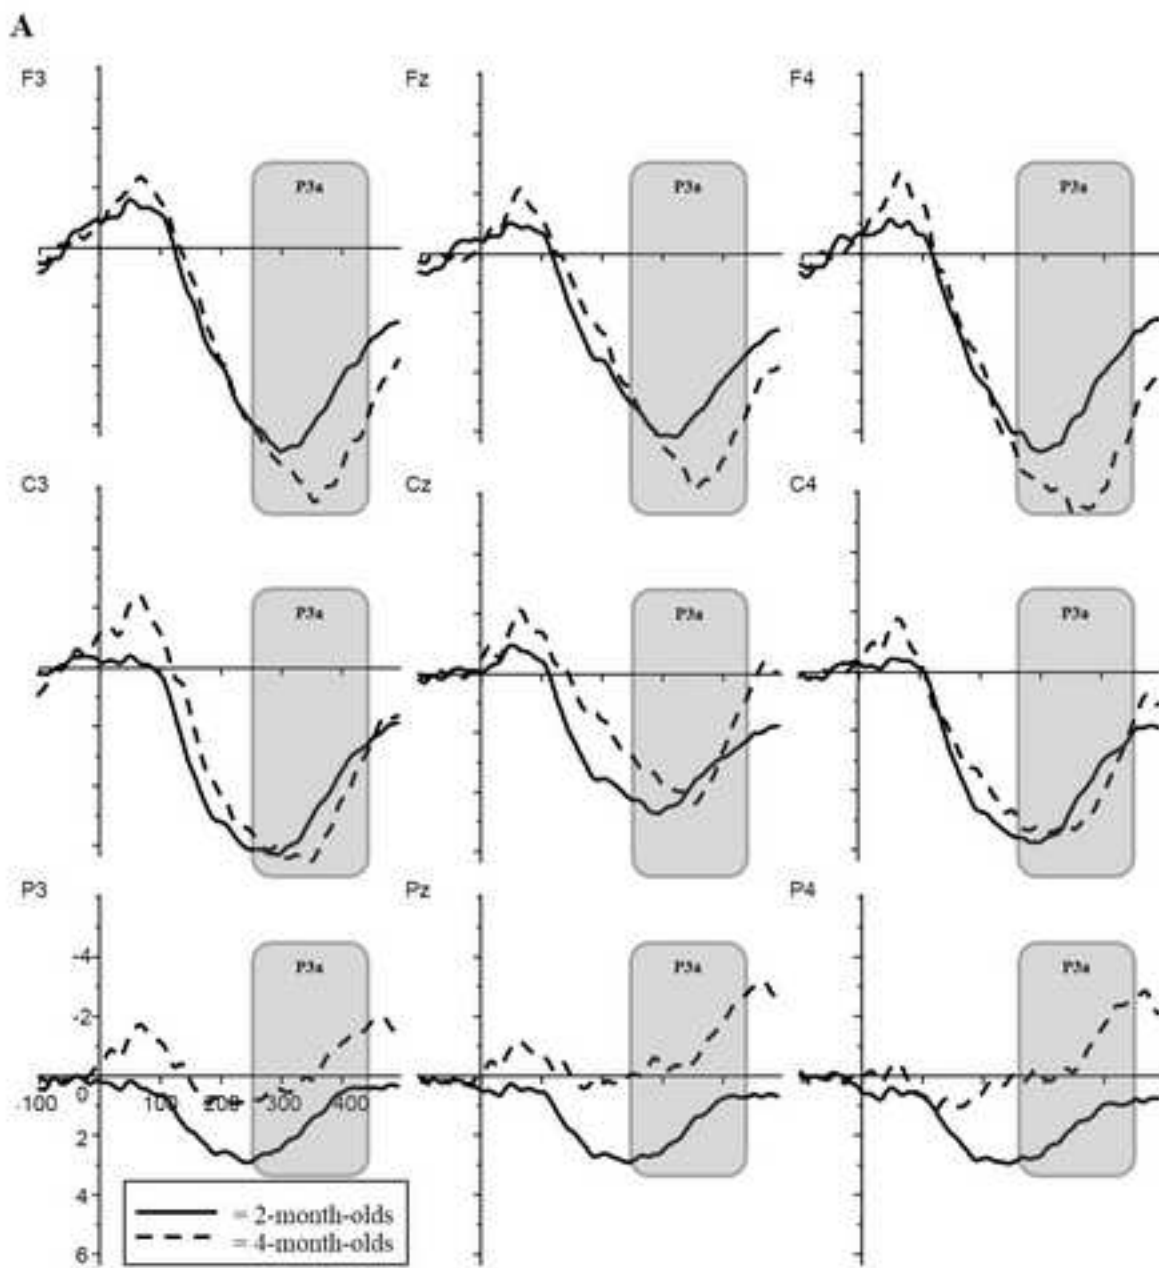 A
F3 Fz F4
P3a P3a P3a
C3 Cz C4
P3a P3a P3a
P3 Pz P4
-4 P3a P3a P3a
-2
0
-100 100 200 300 400
2
4
6
= 2-month-olds
= 4-month-olds